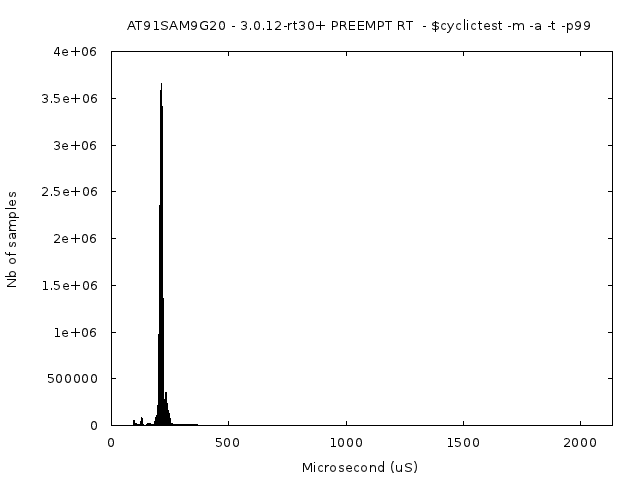 AT91SAM9G20 - 3.0.12-rt30+ PREEMPT RT  - $cyclictest -m -a -t -p99
4e+06
3.5e+06
3e+06
2.5e+06
2e+06
1.5e+06
1e+06
500000
0
Nb of samples
0 500 1000 1500 2000
Microsecond (uS)